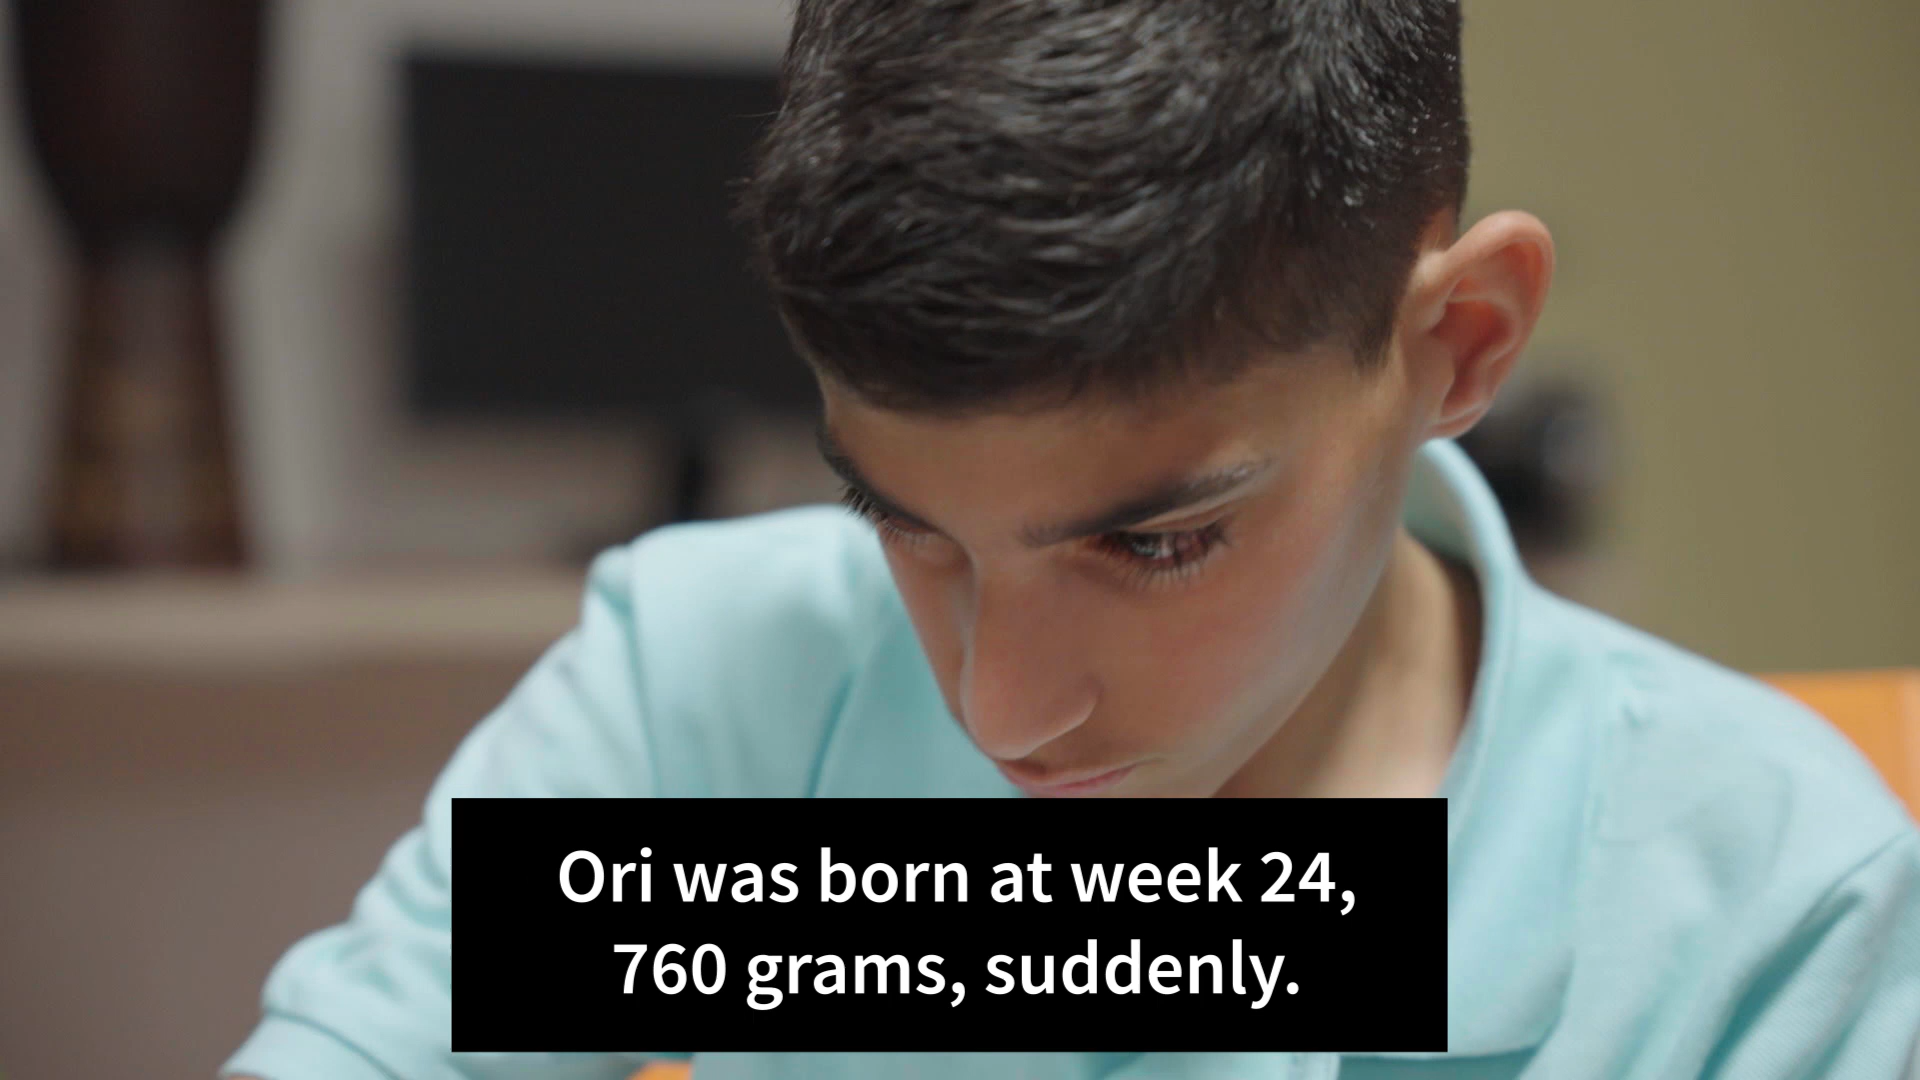 Ori was born at week 24,
760 grams, suddenly.